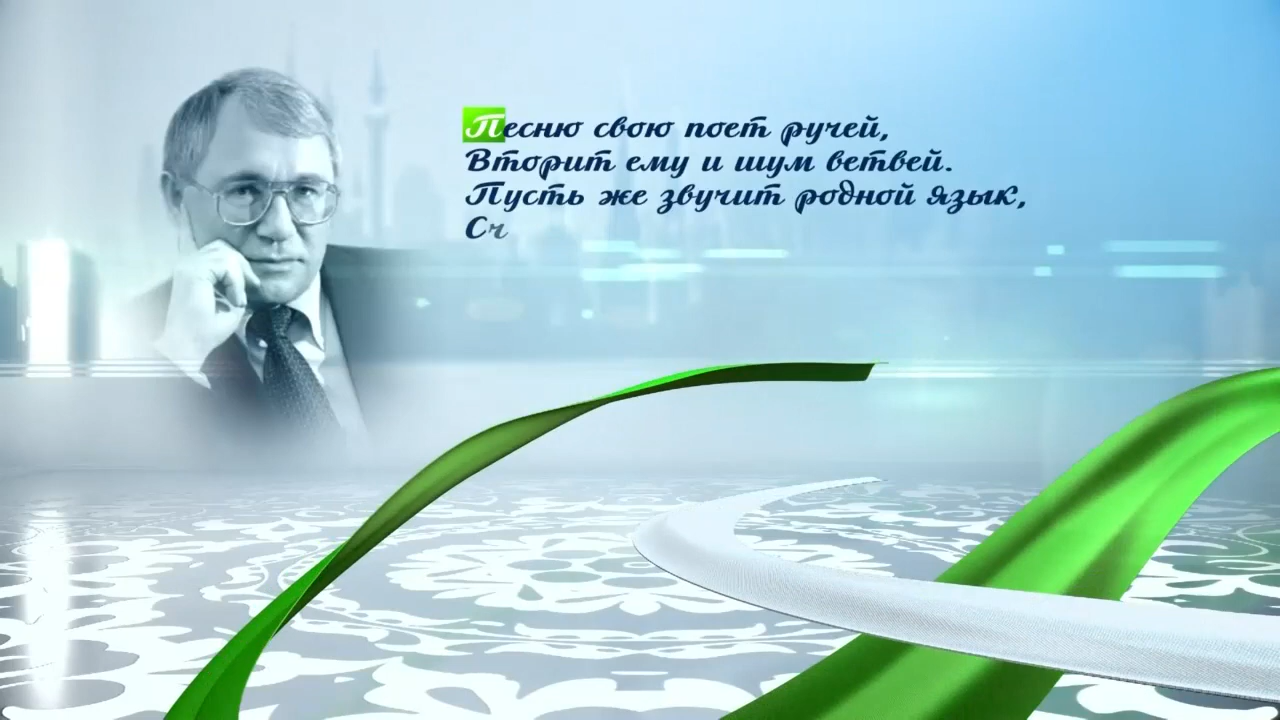 Песню свою поет ручей,
Вторит ему и шум ветвей.
Пусть же звучит родной язык,
Сч